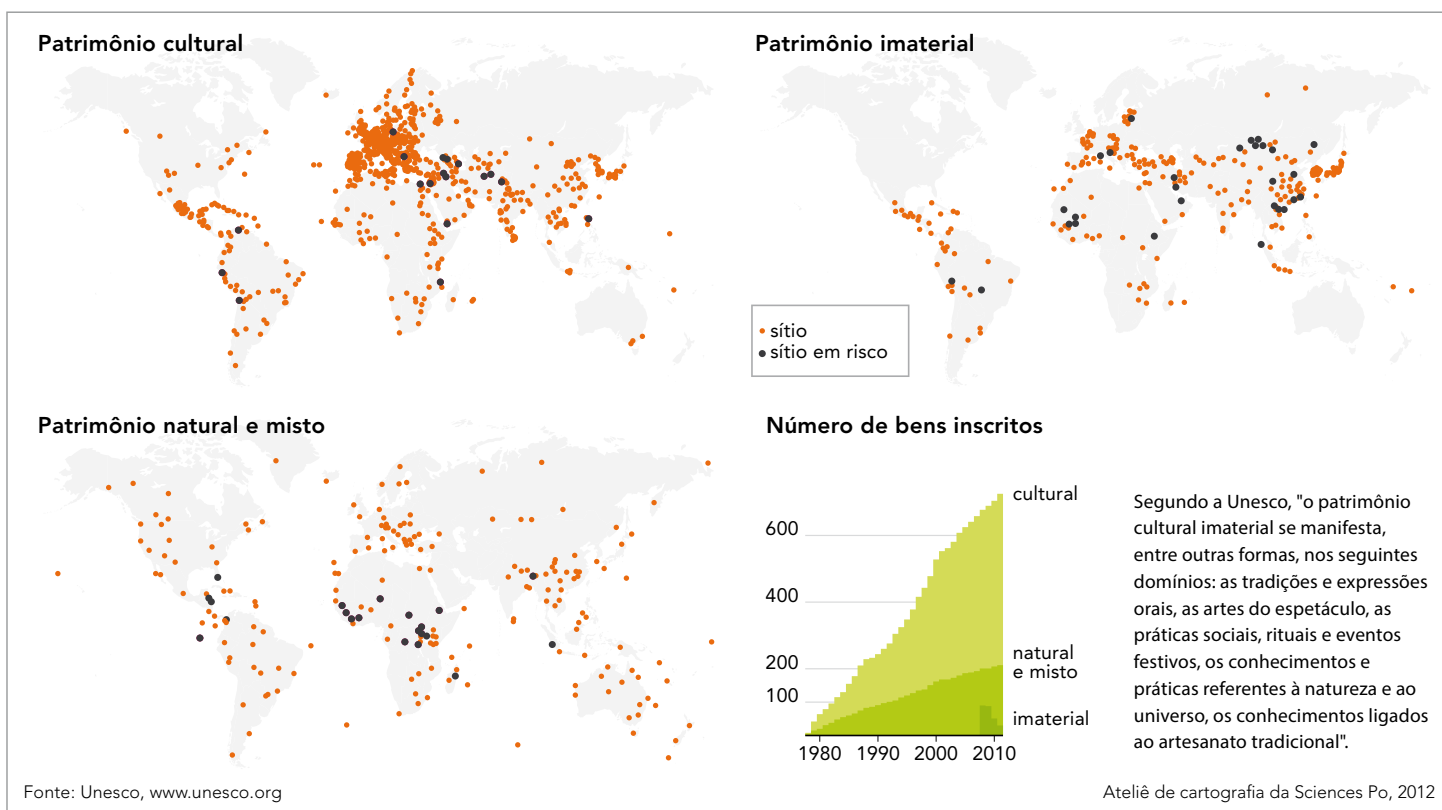 Patrimônio cultural
Patrimônio imaterial
sítio
sítio em risco
Patrimônio natural e misto
Número de bens inscritos
cultural
600
400
natural
e misto
200
100
imaterial
1980 1990 2000 2010
Segundo a Unesco, "o patrimônio
cultural imaterial se manifesta,
entre outras formas, nos seguintes
domínios: as tradições e expressões
orais, as artes do espetáculo, as
práticas sociais, rituais e eventos
festivos, os conhecimentos e
práticas referentes à natureza e ao
universo, os conhecimentos ligados
ao artesanato tradicional".
Fonte: Unesco, www.unesco.org
Ateliê de cartografia da Sciences Po, 2012